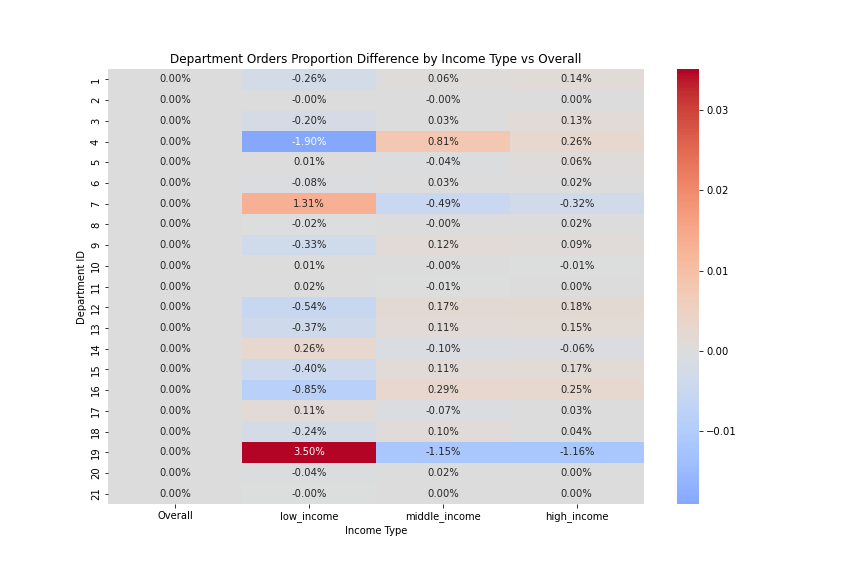 Department Orders Proportion Difference by Income Type vs Overall
Department ID
1 0.00% -0.26% 0.06% 0.14%
2 0.00% -0.00% -0.00% 0.00%
3 0.00% -0.20% 0.03% 0.13%
4 0.00% -1.90% 0.81% 0.26%
5 0.00% 0.01% -0.04% 0.06%
6 0.00% -0.08% 0.03% 0.02%
7 0.00% 1.31% -0.49% -0.32%
8 0.00% -0.02% -0.00% 0.02%
9 0.00% -0.33% 0.12% 0.09%
10 0.00% 0.01% -0.00% -0.01%
11 0.00% 0.02% -0.01% 0.00%
12 0.00% -0.54% 0.17% 0.18%
13 0.00% -0.37% 0.11% 0.15%
14 0.00% 0.26% -0.10% -0.06%
15 0.00% -0.40% 0.11% 0.17%
16 0.00% -0.85% 0.29% 0.25%
17 0.00% 0.11% -0.07% 0.03%
18 0.00% -0.24% 0.10% 0.04%
19 0.00% 3.50% -1.15% -1.16%
20 0.00% -0.04% 0.02% 0.00%
21 0.00% -0.00% 0.00% 0.00%
Overall low_income middle_income high_income
Income Type
0.03
0.02
0.01
0.00
−0.01